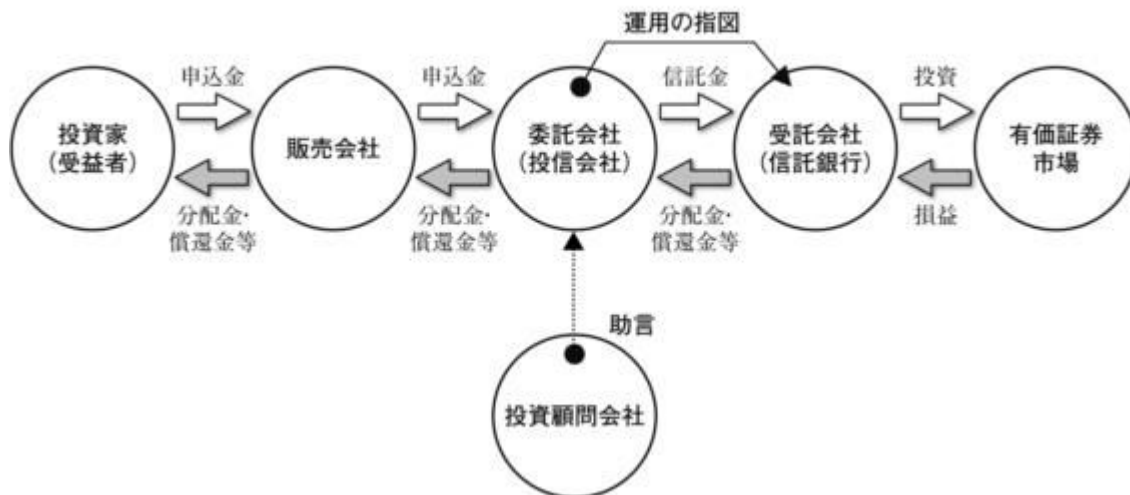 運用の指図
申込金
申込金
信託金
投資
投資家
（受益者）
販売会社
委託会社
（投信会社）
受託会社
（信託銀行）
有価証券
市場
分配金・
償還金等
分配金・
償還金等
分配金・
償還金等
損益
助言
投資顧問会社